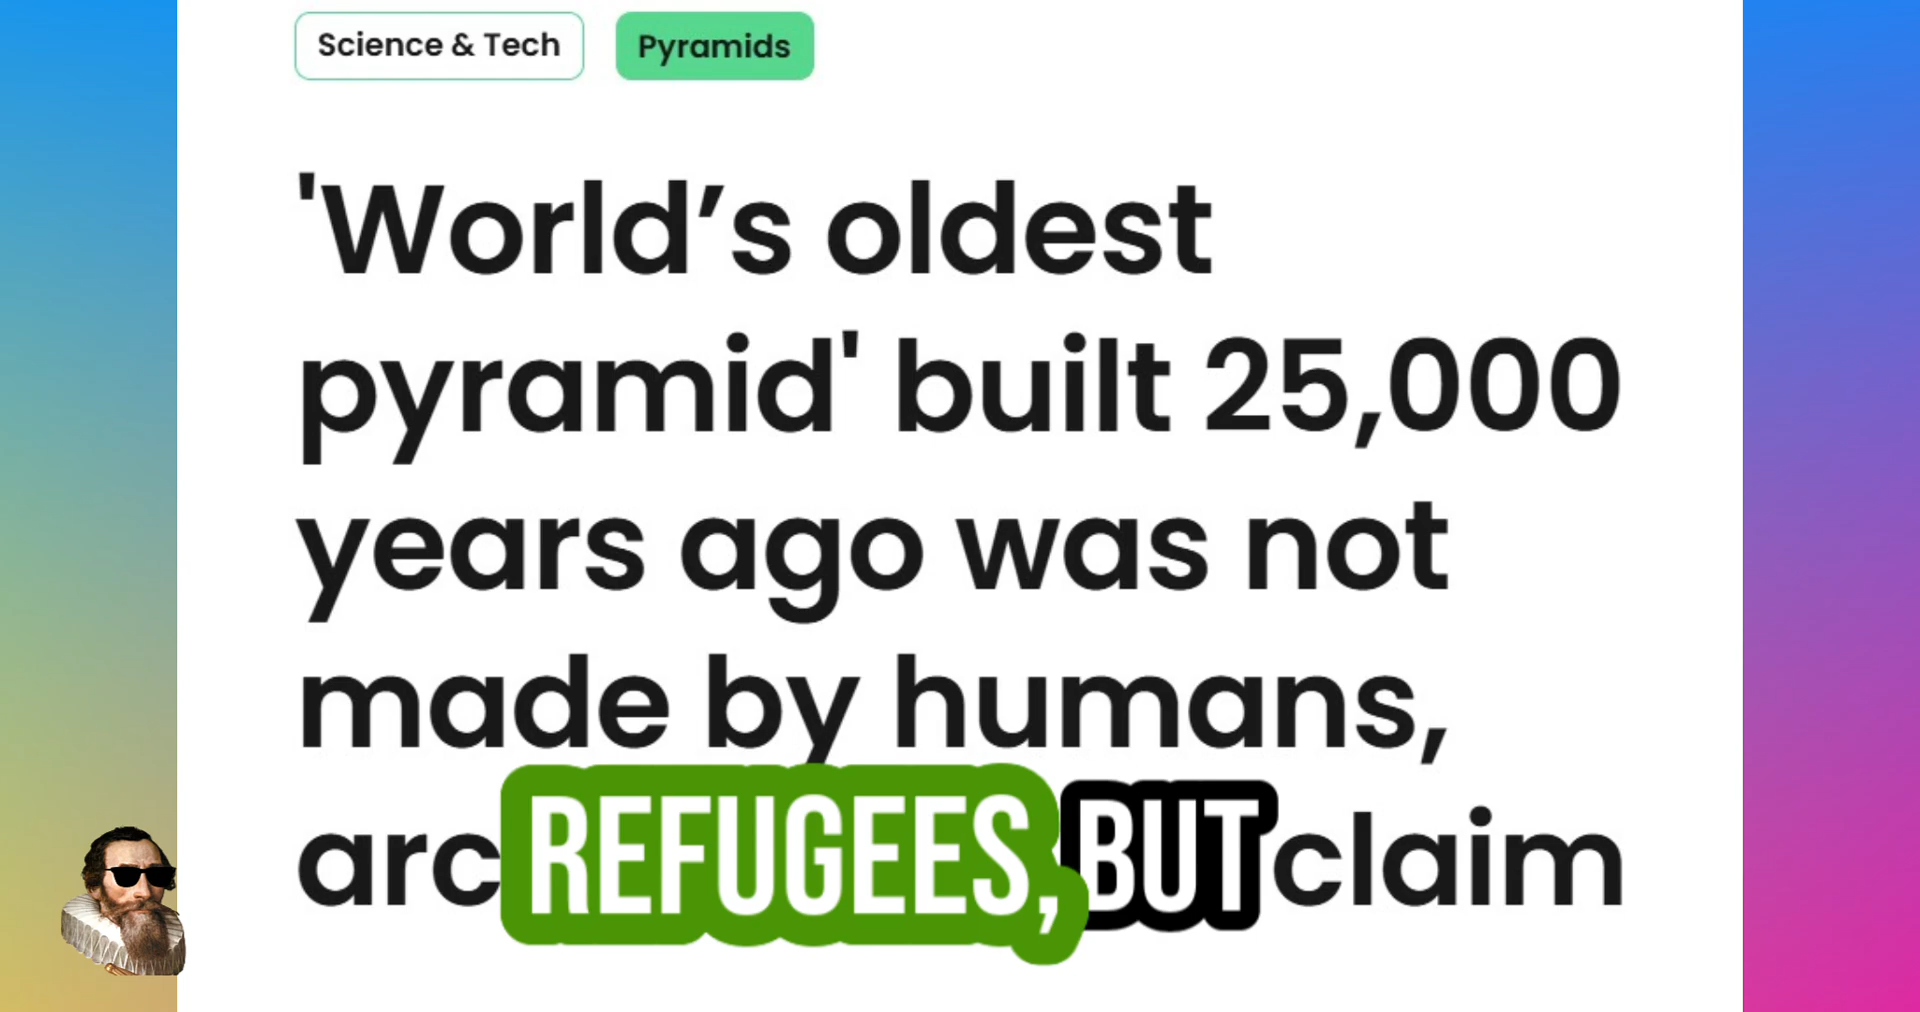 Science & Tech
Pyramids
'World’s oldest
pyramid' built 25,000
years ago was not
made by humans,
arc REFUGEES, BUT claim